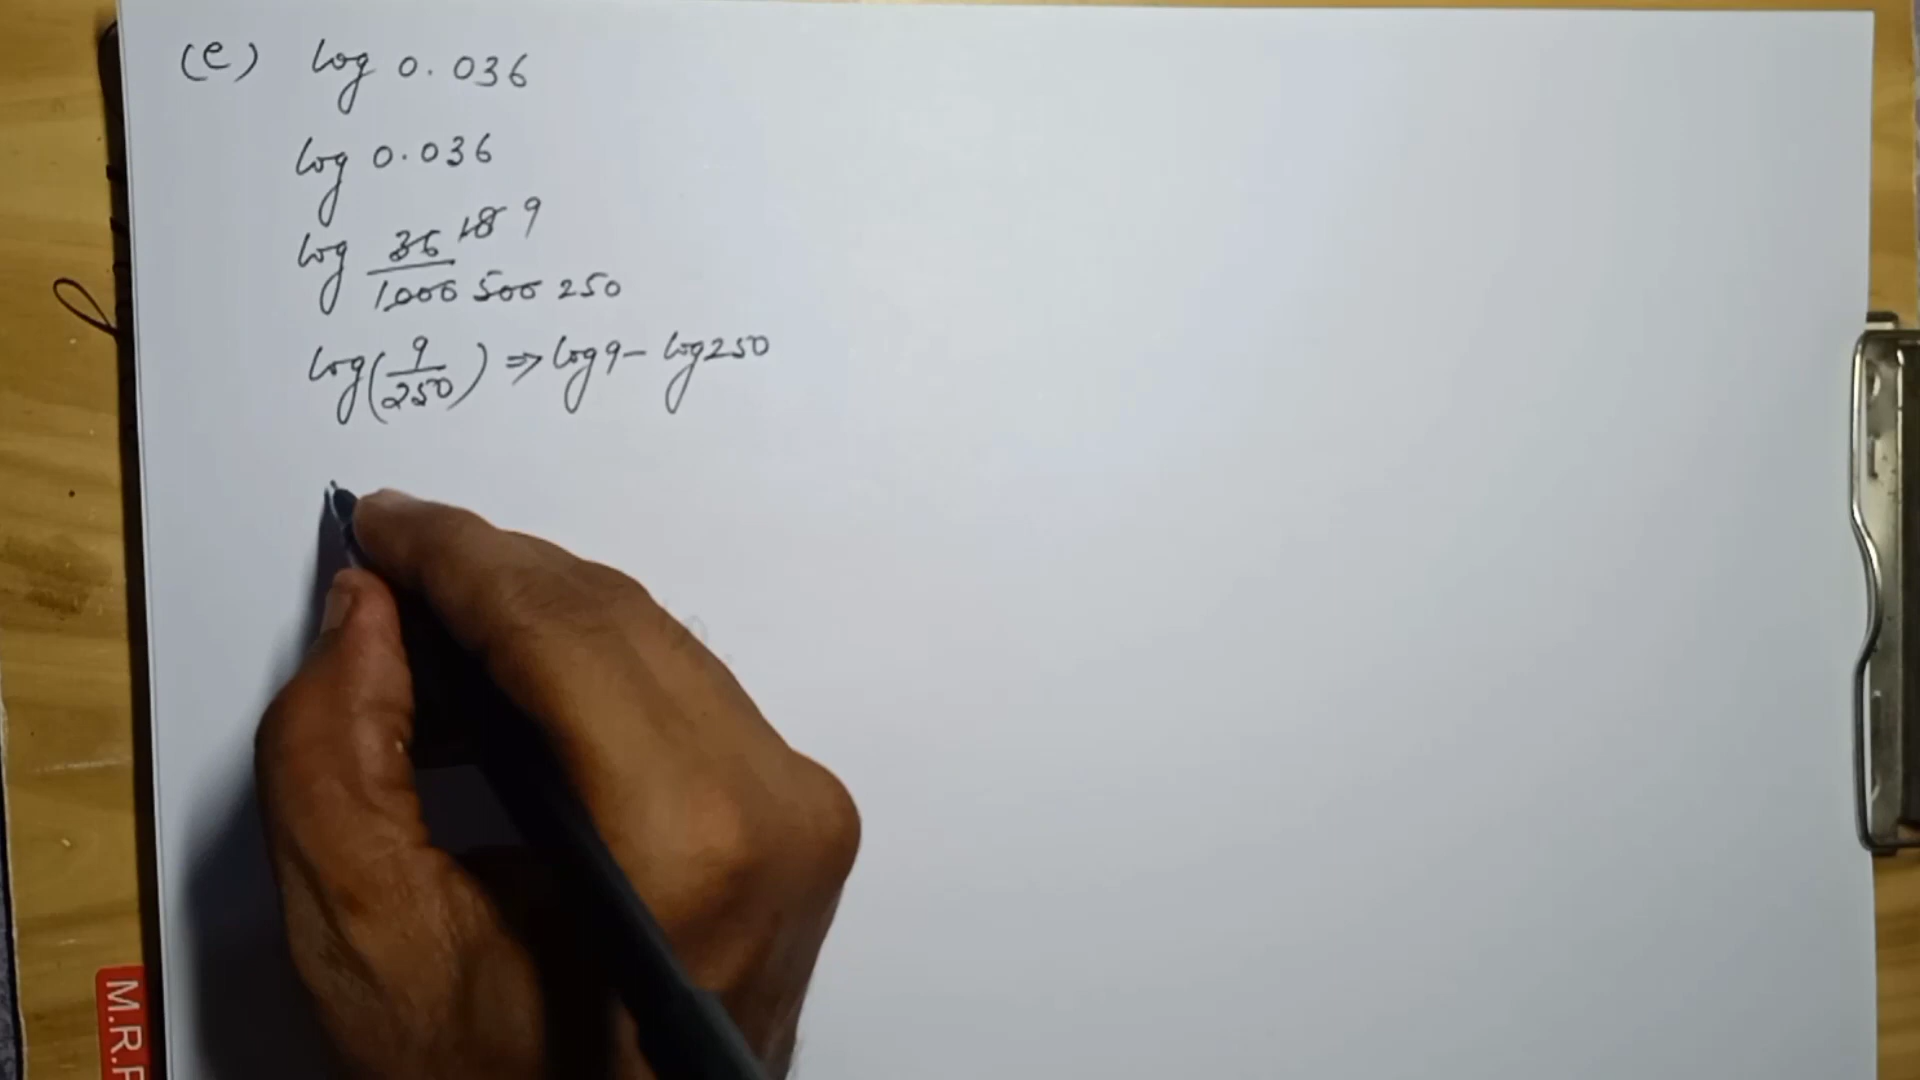 (e) log 0.036
log 0.036
log 36/1000 18/500 9/250
log(9/250) ⇒ log 9 - log 250
M.R.P